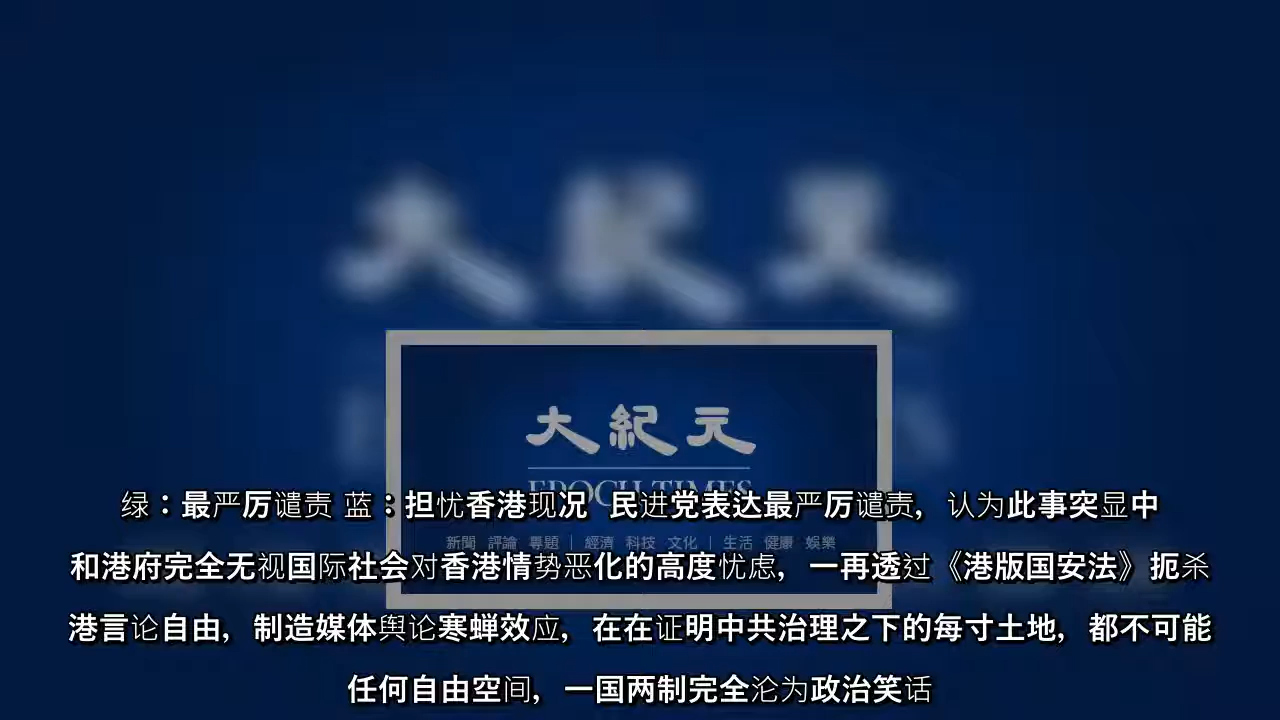 大紀元
EPOCH TIMES
绿：最严厉谴责 蓝：担忧香港现况 民进党表达最严厉谴责，认为此事突显中
新聞 評論 專題｜經濟 科技 文化｜生活 健康 娛樂
和港府完全无视国际社会对香港情势恶化的高度忧虑，一再透过《港版国安法》扼杀
港言论自由，制造媒体舆论寒蝉效应，在在证明中共治理之下的每寸土地，都不可能
任何自由空间，一国两制完全沦为政治笑话